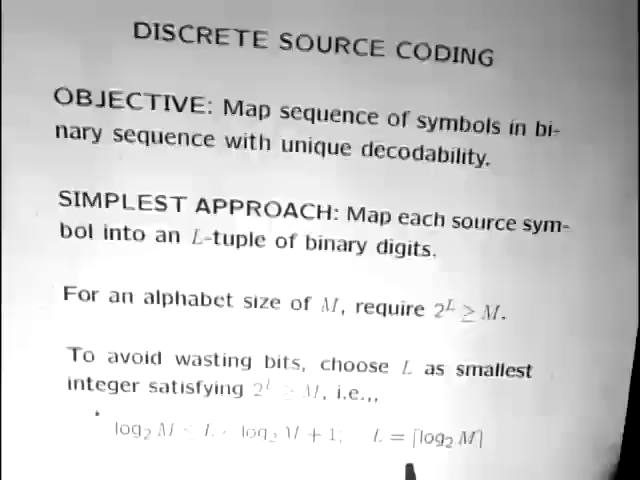 DISCRETE SOURCE CODING
OBJECTIVE: Map sequence of symbols in bi-
nary sequence with unique decodability.
SIMPLEST APPROACH: Map each source sym-
bol into an L-tuple of binary digits.
For an alphabet size of M, require 2^L ≥ M.
To avoid wasting bits, choose L as smallest
integer satisfying 2^L ≥ M, i.e.,
log₂ M ≤ L < log₂ M + 1; L = ⌈log₂ M⌉